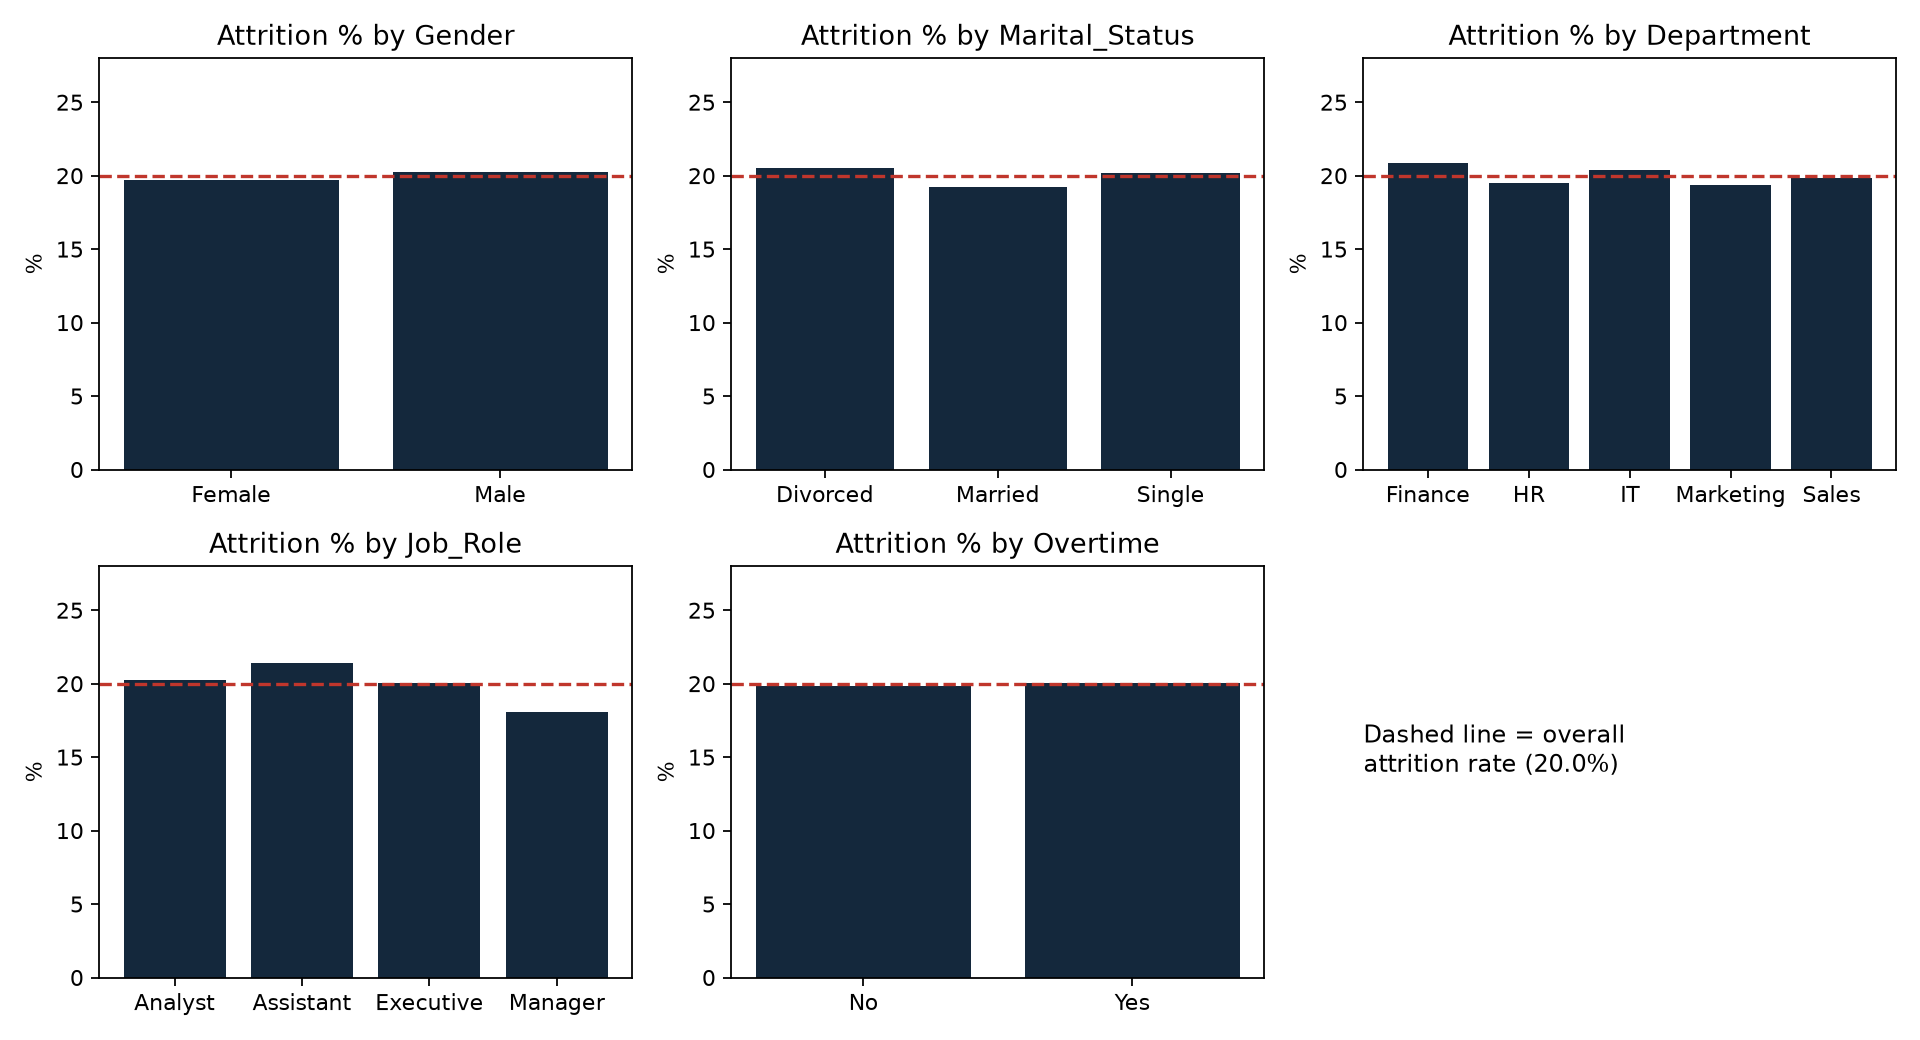 Attrition % by Gender
25
20
15
10
5
0
%
Female Male
Attrition % by Marital_Status
25
20
15
10
5
0
%
Divorced Married Single
Attrition % by Department
25
20
15
10
5
0
%
Finance HR IT Marketing Sales
Attrition % by Job_Role
25
20
15
10
5
0
%
Analyst Assistant Executive Manager
Attrition % by Overtime
25
20
15
10
5
0
%
No Yes
Dashed line = overall
attrition rate (20.0%)